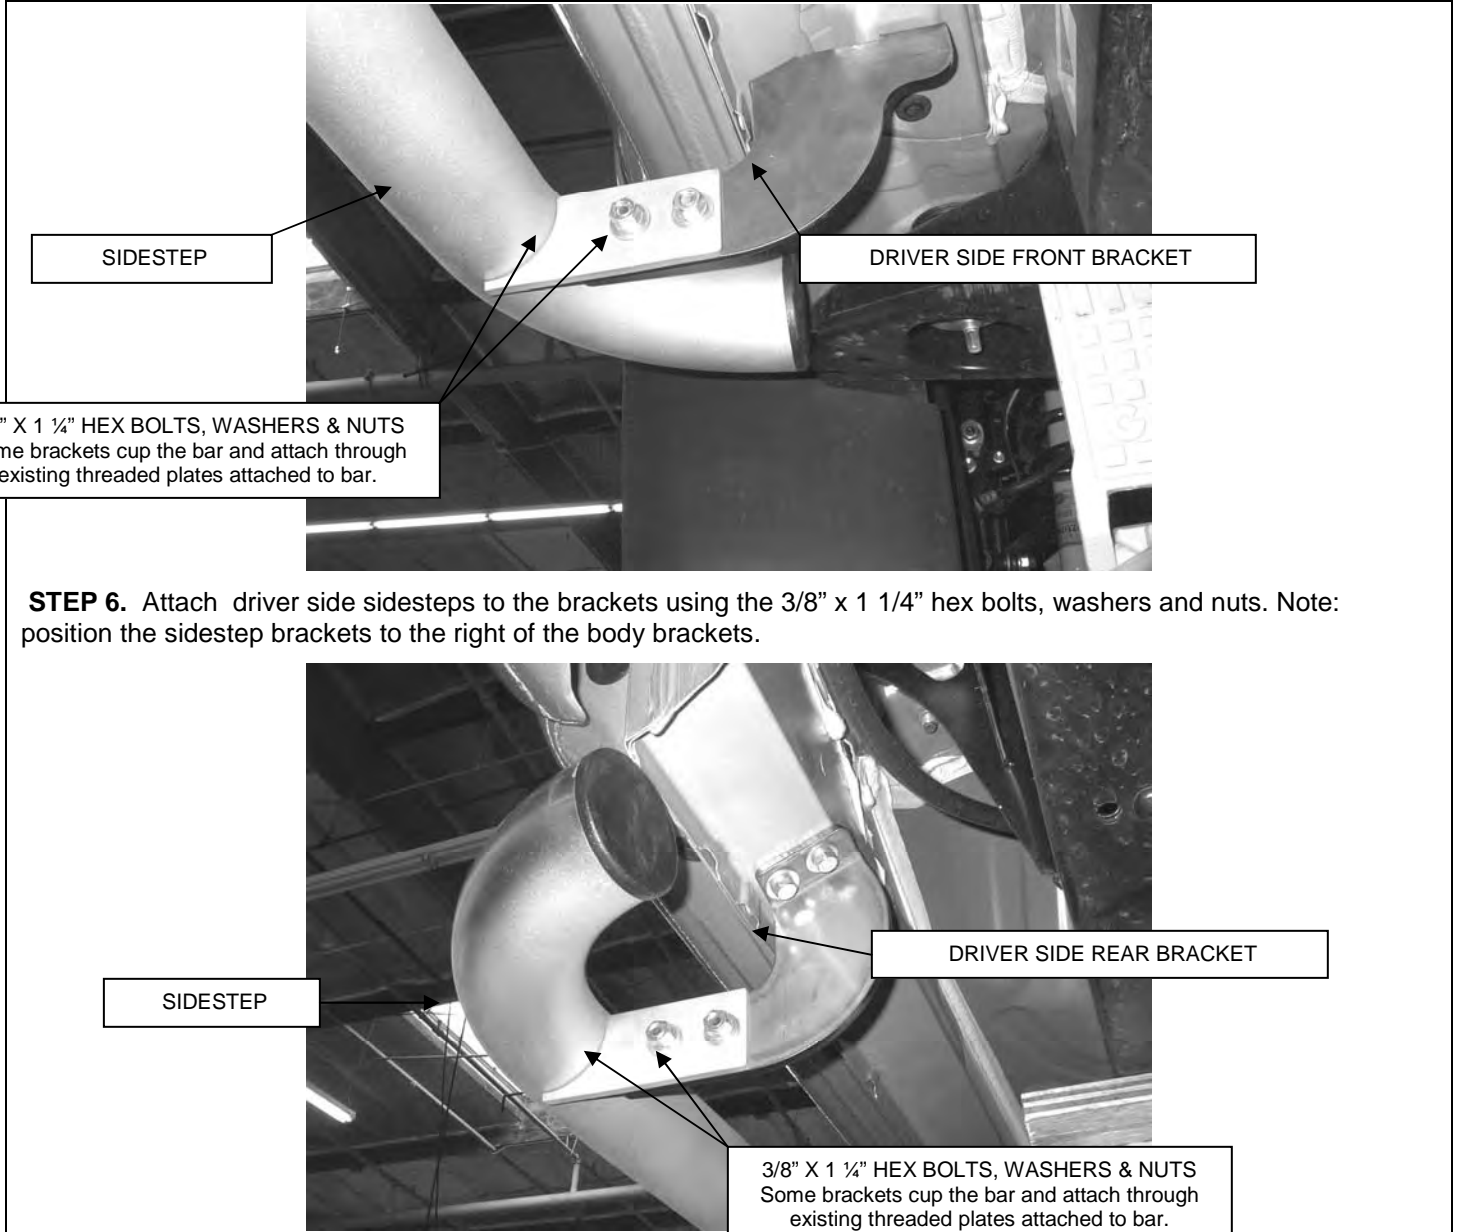 SIDESTEP
DRIVER SIDE FRONT BRACKET
” X 1 ¼” HEX BOLTS, WASHERS & NUTS
me brackets cup the bar and attach through
existing threaded plates attached to bar.
STEP 6. Attach driver side sidesteps to the brackets using the 3/8” x 1 1/4” hex bolts, washers and nuts. Note:
position the sidestep brackets to the right of the body brackets.
DRIVER SIDE REAR BRACKET
SIDESTEP
3/8” X 1 ¼” HEX BOLTS, WASHERS & NUTS
Some brackets cup the bar and attach through
existing threaded plates attached to bar.